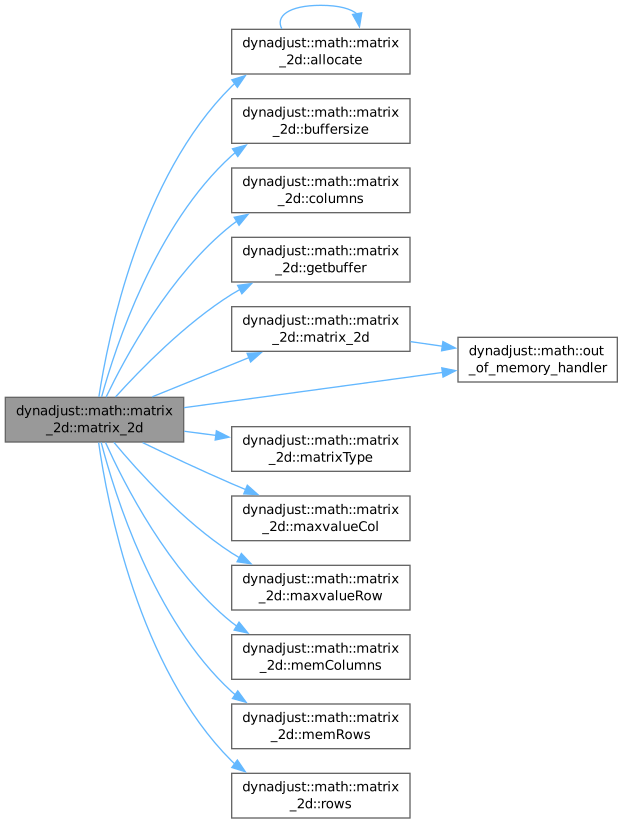 dynadjust::math::matrix
_2d::allocate
dynadjust::math::matrix
_2d::buffersize
dynadjust::math::matrix
_2d::columns
dynadjust::math::matrix
_2d::getbuffer
dynadjust::math::matrix
_2d::matrix_2d
dynadjust::math::out
_of_memory_handler
dynadjust::math::matrix
_2d::matrix_2d
dynadjust::math::matrix
_2d::matrixType
dynadjust::math::matrix
_2d::maxvalueCol
dynadjust::math::matrix
_2d::maxvalueRow
dynadjust::math::matrix
_2d::memColumns
dynadjust::math::matrix
_2d::memRows
dynadjust::math::matrix
_2d::rows